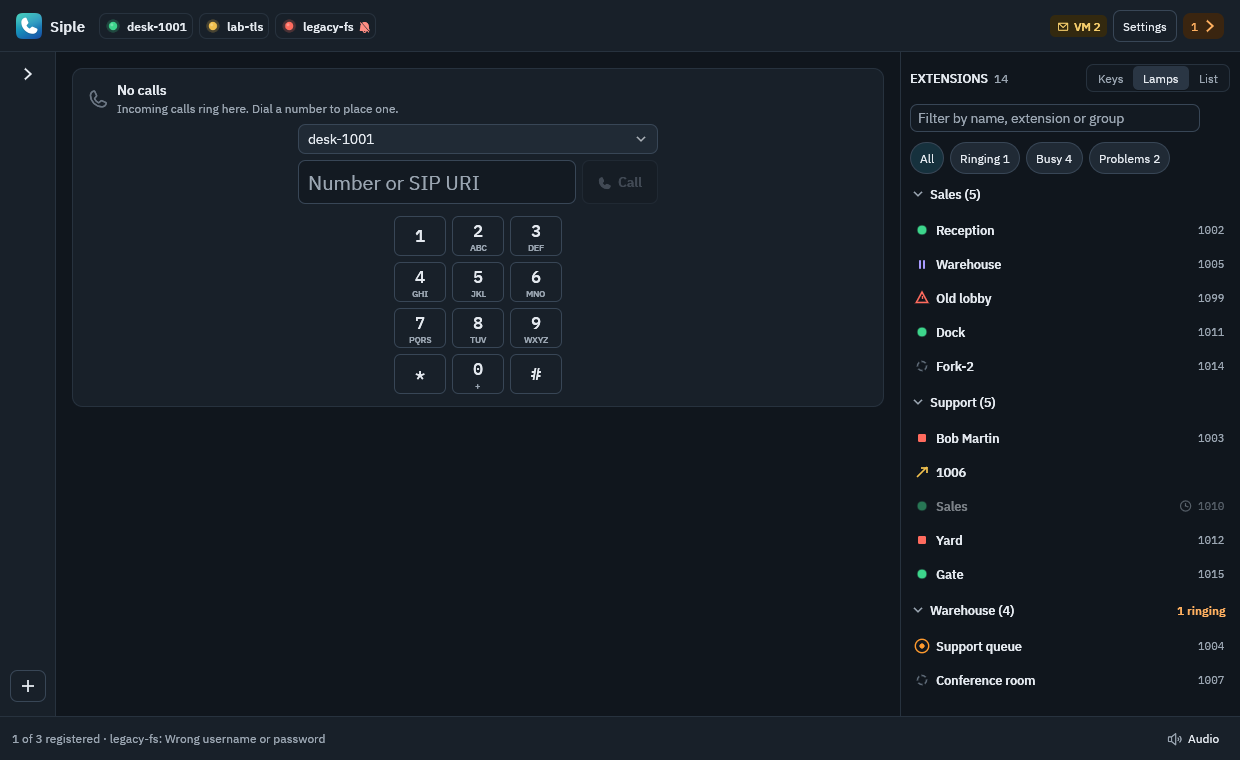 Siple
desk-1001
lab-tls
legacy-fs
VM 2
Settings
1
No calls
Incoming calls ring here. Dial a number to place one.
desk-1001
Number or SIP URI
Call
1
2
ABC
3
DEF
4
GHI
5
JKL
6
MNO
7
PQRS
8
TUV
9
WXYZ
*
0
+
#
EXTENSIONS 14
Keys
Lamps
List
Filter by name, extension or group
All
Ringing 1
Busy 4
Problems 2
Sales (5)
Reception 1002
Warehouse 1005
Old lobby 1099
Dock 1011
Fork-2 1014
Support (5)
Bob Martin 1003
1006
Sales 1010
Yard 1012
Gate 1015
Warehouse (4) 1 ringing
Support queue 1004
Conference room 1007
+
1 of 3 registered · legacy-fs: Wrong username or password
Audio